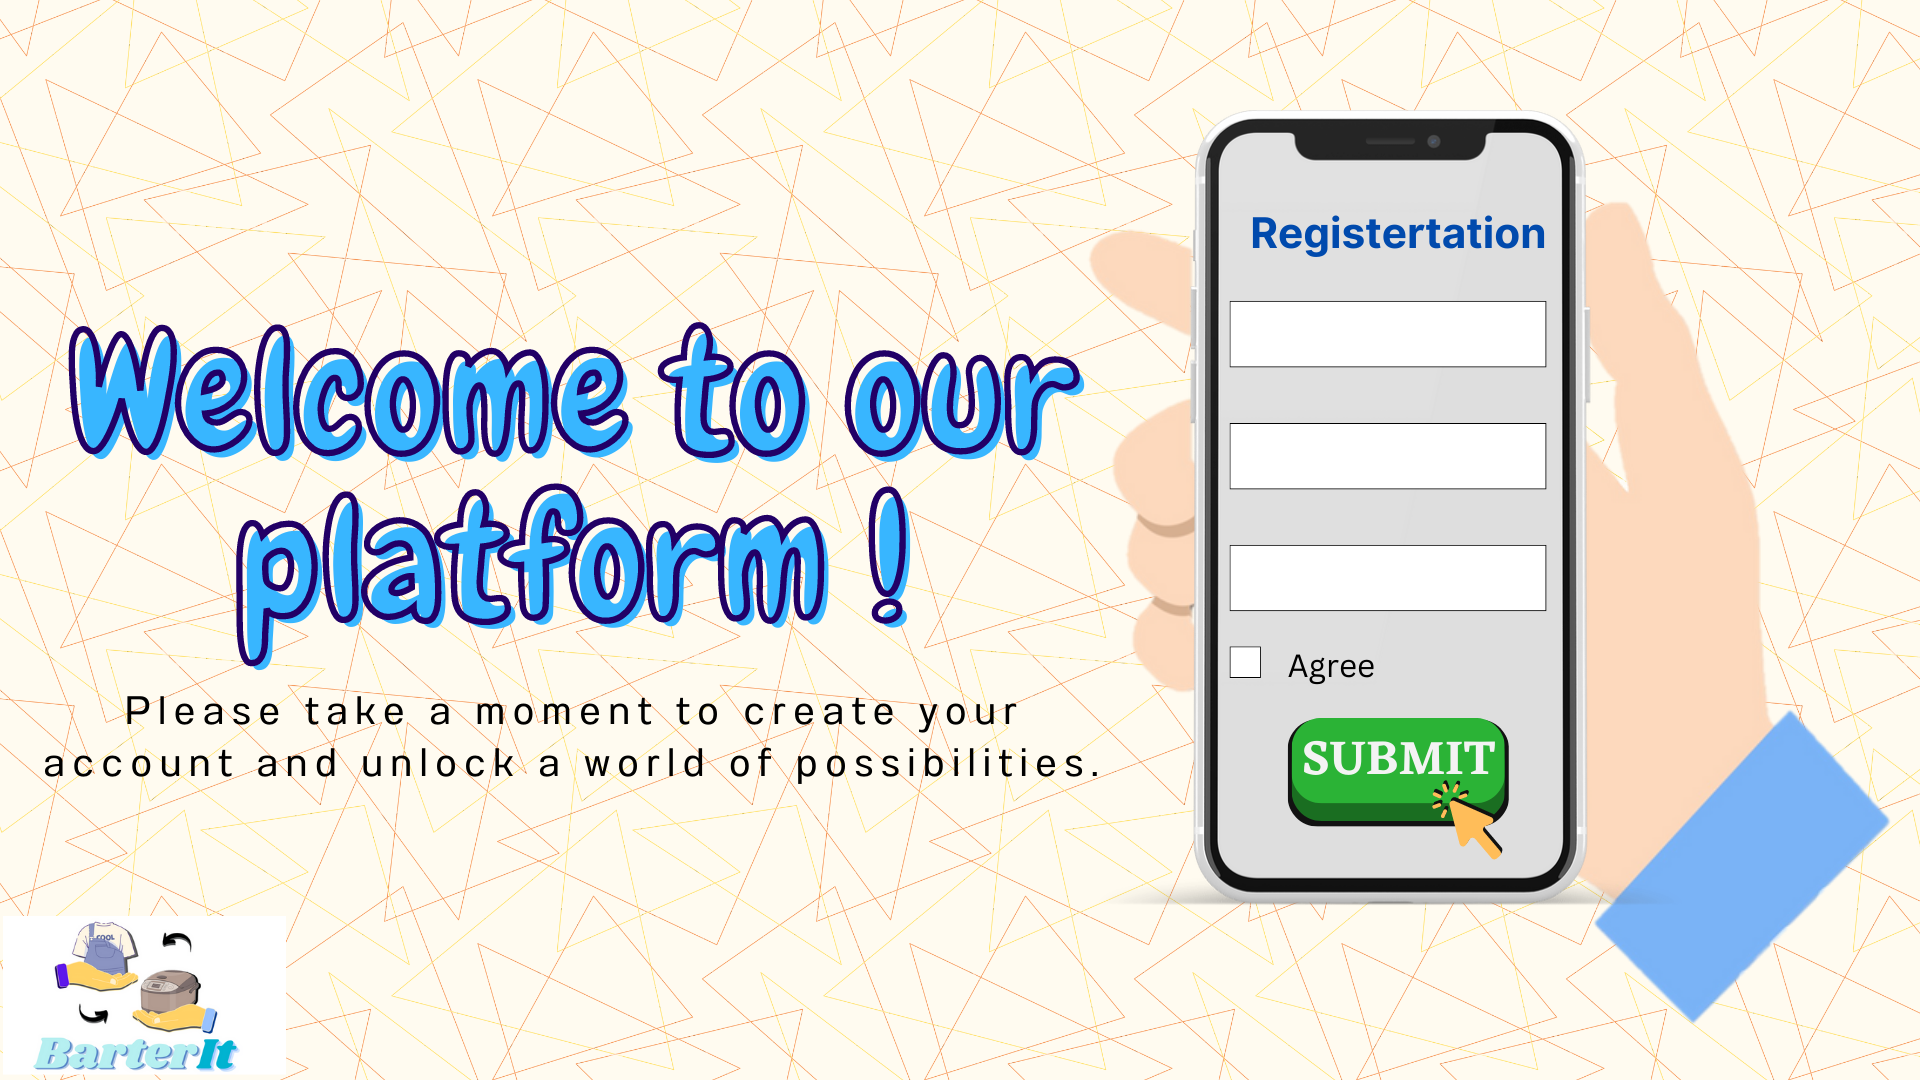 Welcome to our
platform !
Please take a moment to create your
account and unlock a world of possibilities.
Registertation
Agree
SUBMIT
COOL
BarterIt